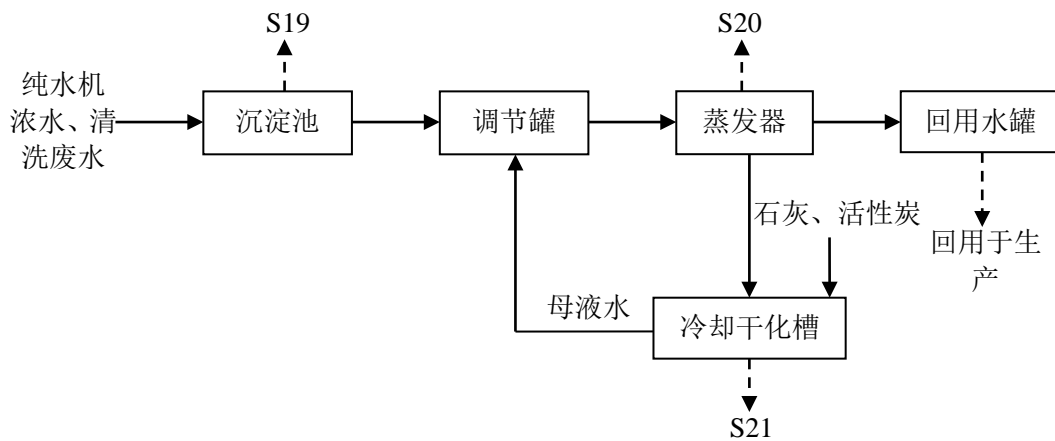 S19
S20
纯水机
浓水、清
洗废水
沉淀池
调节罐
蒸发器
回用水罐
石灰、活性炭
回用于生
产
母液水
冷却干化槽
S21